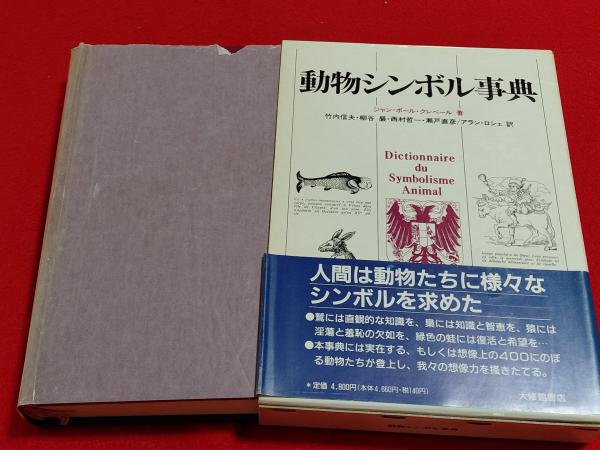 動物シンボル事典
ジャン=ポール・クレベール 著
竹内信夫・柳谷 巖・西村哲一・瀬戸直彦/アラン・ロシェ 訳
Dictionnaire
du
Symbolisme
Animal
人間は動物たちに様々な
シンボルを求めた
●鷲には直観的な知識を、梟には知識と智恵を、猿には
淫蕩と羞恥の欠如を、緑色の蛙には復活と希望を…
●本事典には実在する、もしくは想像上の400にのぼ
る動物たちが登上し、我々の想像力を掻きたてる。
*定価 4,800円(本体4,660円・税140円)
大修館書店
動物シンボル事典